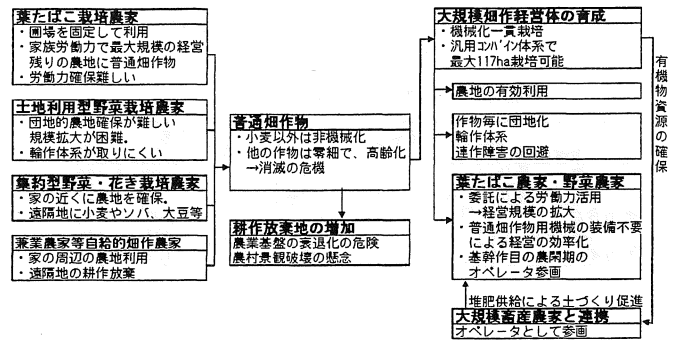 葉たばこ栽培農家
・圃場を固定して利用
・家族労働力で最大規模の経営
残りの農地に普通畑作物
・労働力確保難しい
土地利用型野菜栽培農家
・団地的農地確保が難しい
規模拡大が困難。
・輪作体系が取りにくい
集約型野菜・花き栽培農家
・家の近くに農地を確保。
・遠隔地に小麦やソバ、大豆等
兼業農家等自給的畑作農家
・家の周辺の農地利用
・遠隔地の耕作放棄
普通畑作物
・小麦以外は非機械化
・他の作物は零細で、高齢化
→消滅の危機
耕作放棄地の増加
農業基盤の衰退化の危険
農村景観破壊の懸念
大規模畑作経営体の育成
・機械化一貫栽培
・汎用コンバイン体系で
最大117ha栽培可能
農地の有効利用
作物毎に団地化
輪作体系
連作障害の回避
葉たばこ農家・野菜農家
・委託による労働力活用
→経営規模の拡大
・普通畑作物用機械の装備不要
による経営の効率化
・基幹作目の農閑期の
オペレータ参画
堆肥供給による土づくり促進
大規模畜産農家と連携
オペレータとして参画
有機物資源の確保